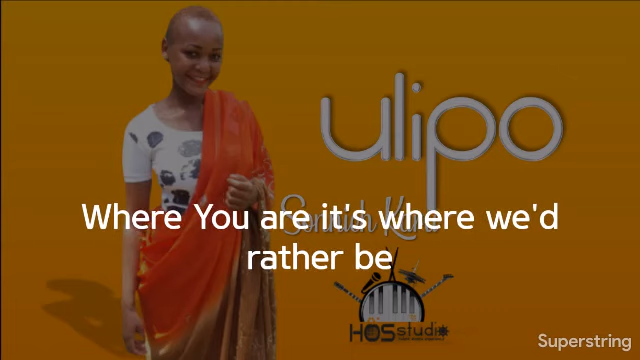 ulipo
Where You are it's where we'd
rather be
HOS studio
Superstring